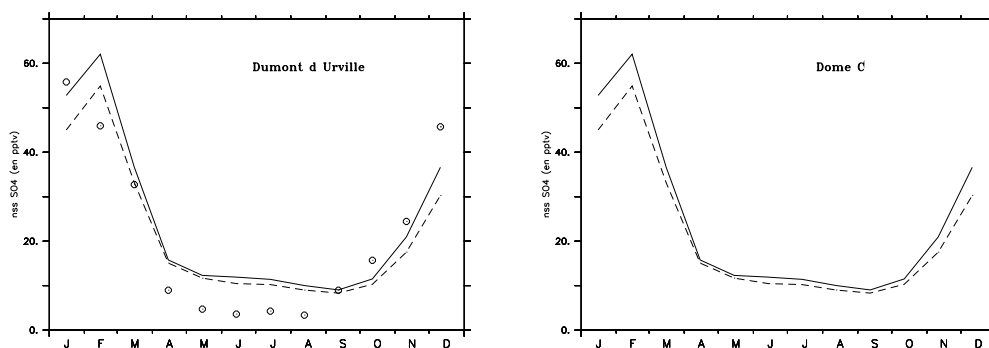 Dumont d Urville
60.
40.
20.
0.
nss SO4 (en pptv)
J F M A M J J A S O N D
Dome C
60.
40.
20.
0.
nss SO4 (en pptv)
J F M A M J J A S O N D